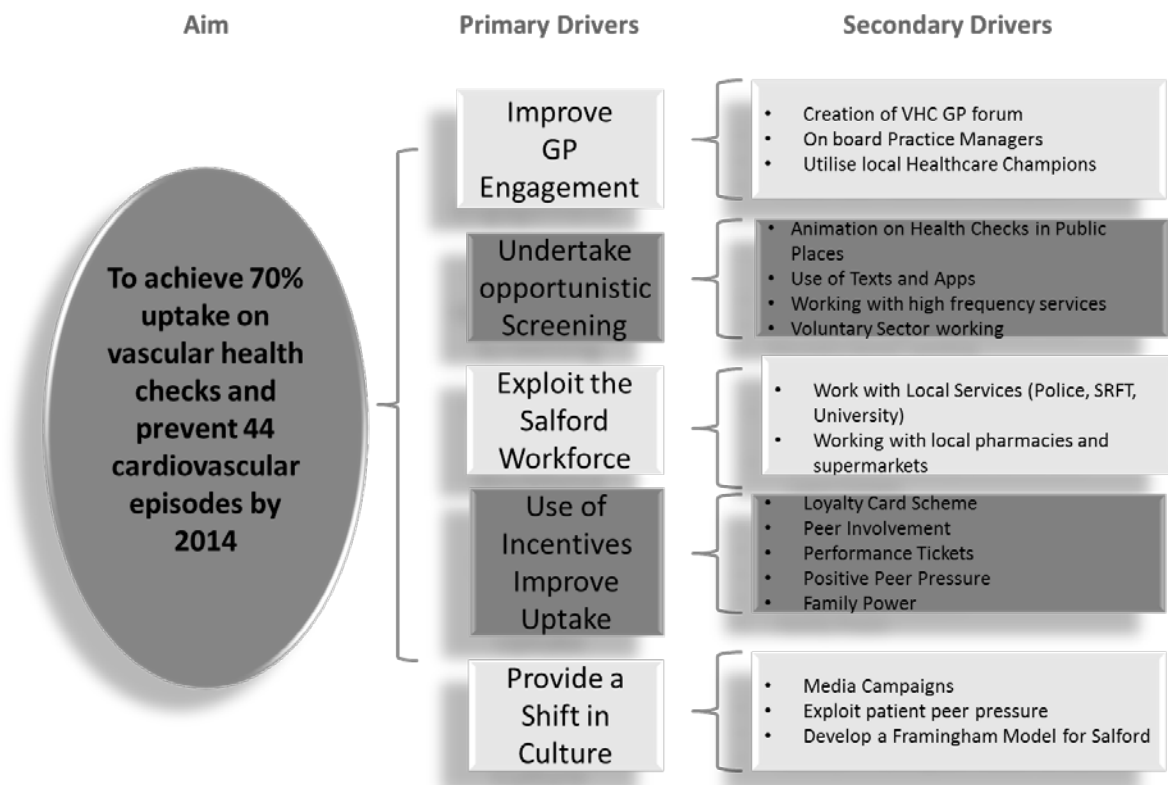 Aim
Primary Drivers
Secondary Drivers
To achieve 70%
uptake on
vascular health
checks and
prevent 44
cardiovascular
episodes by
2014
Improve
GP
Engagement
• Creation of VHC GP forum
• On board Practice Managers
• Utilise local Healthcare Champions
Undertake
opportunistic
Screening
• Animation on Health Checks in Public
Places
• Use of Texts and Apps
• Working with high frequency services
• Voluntary Sector working
Exploit the
Salford
Workforce
• Work with Local Services (Police, SRFT,
University)
• Working with local pharmacies and
supermarkets
Use of
Incentives
Improve
Uptake
• Loyalty Card Scheme
• Peer Involvement
• Performance Tickets
• Positive Peer Pressure
• Family Power
Provide a
Shift in
Culture
• Media Campaigns
• Exploit patient peer pressure
• Develop a Framingham Model for Salford